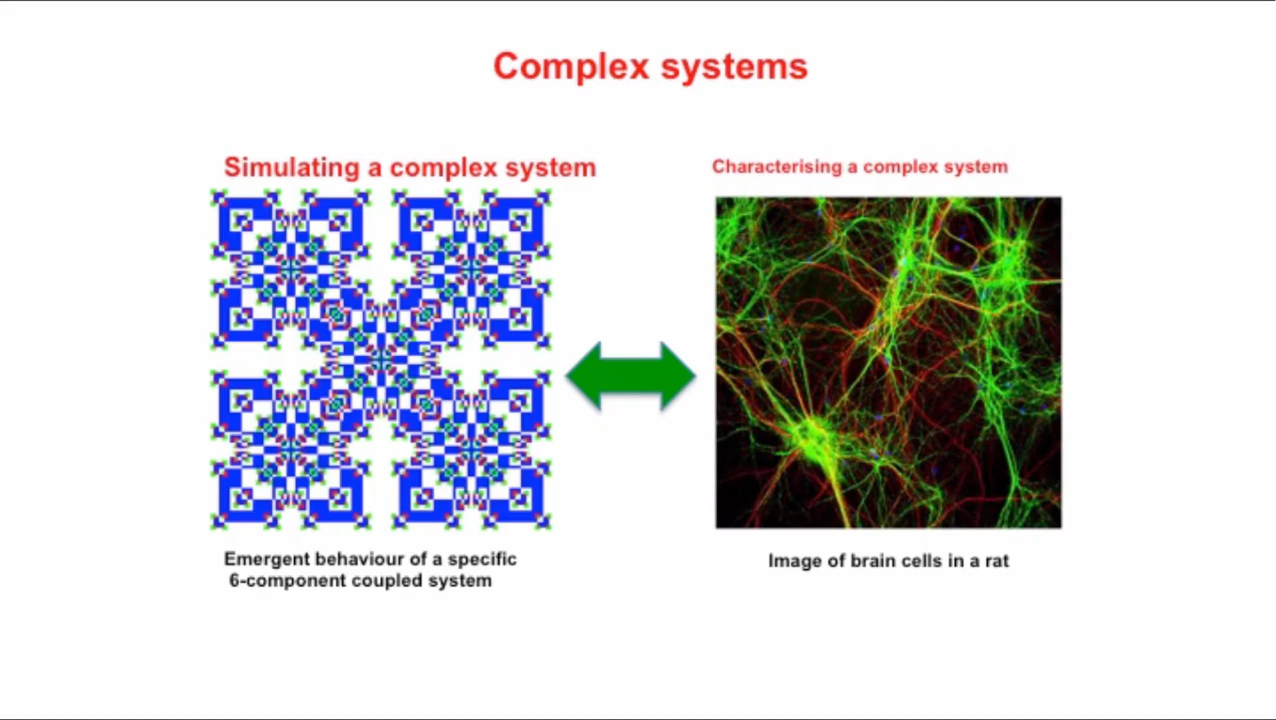 Complex systems
Simulating a complex system
Characterising a complex system
Emergent behaviour of a specific
6-component coupled system
Image of brain cells in a rat